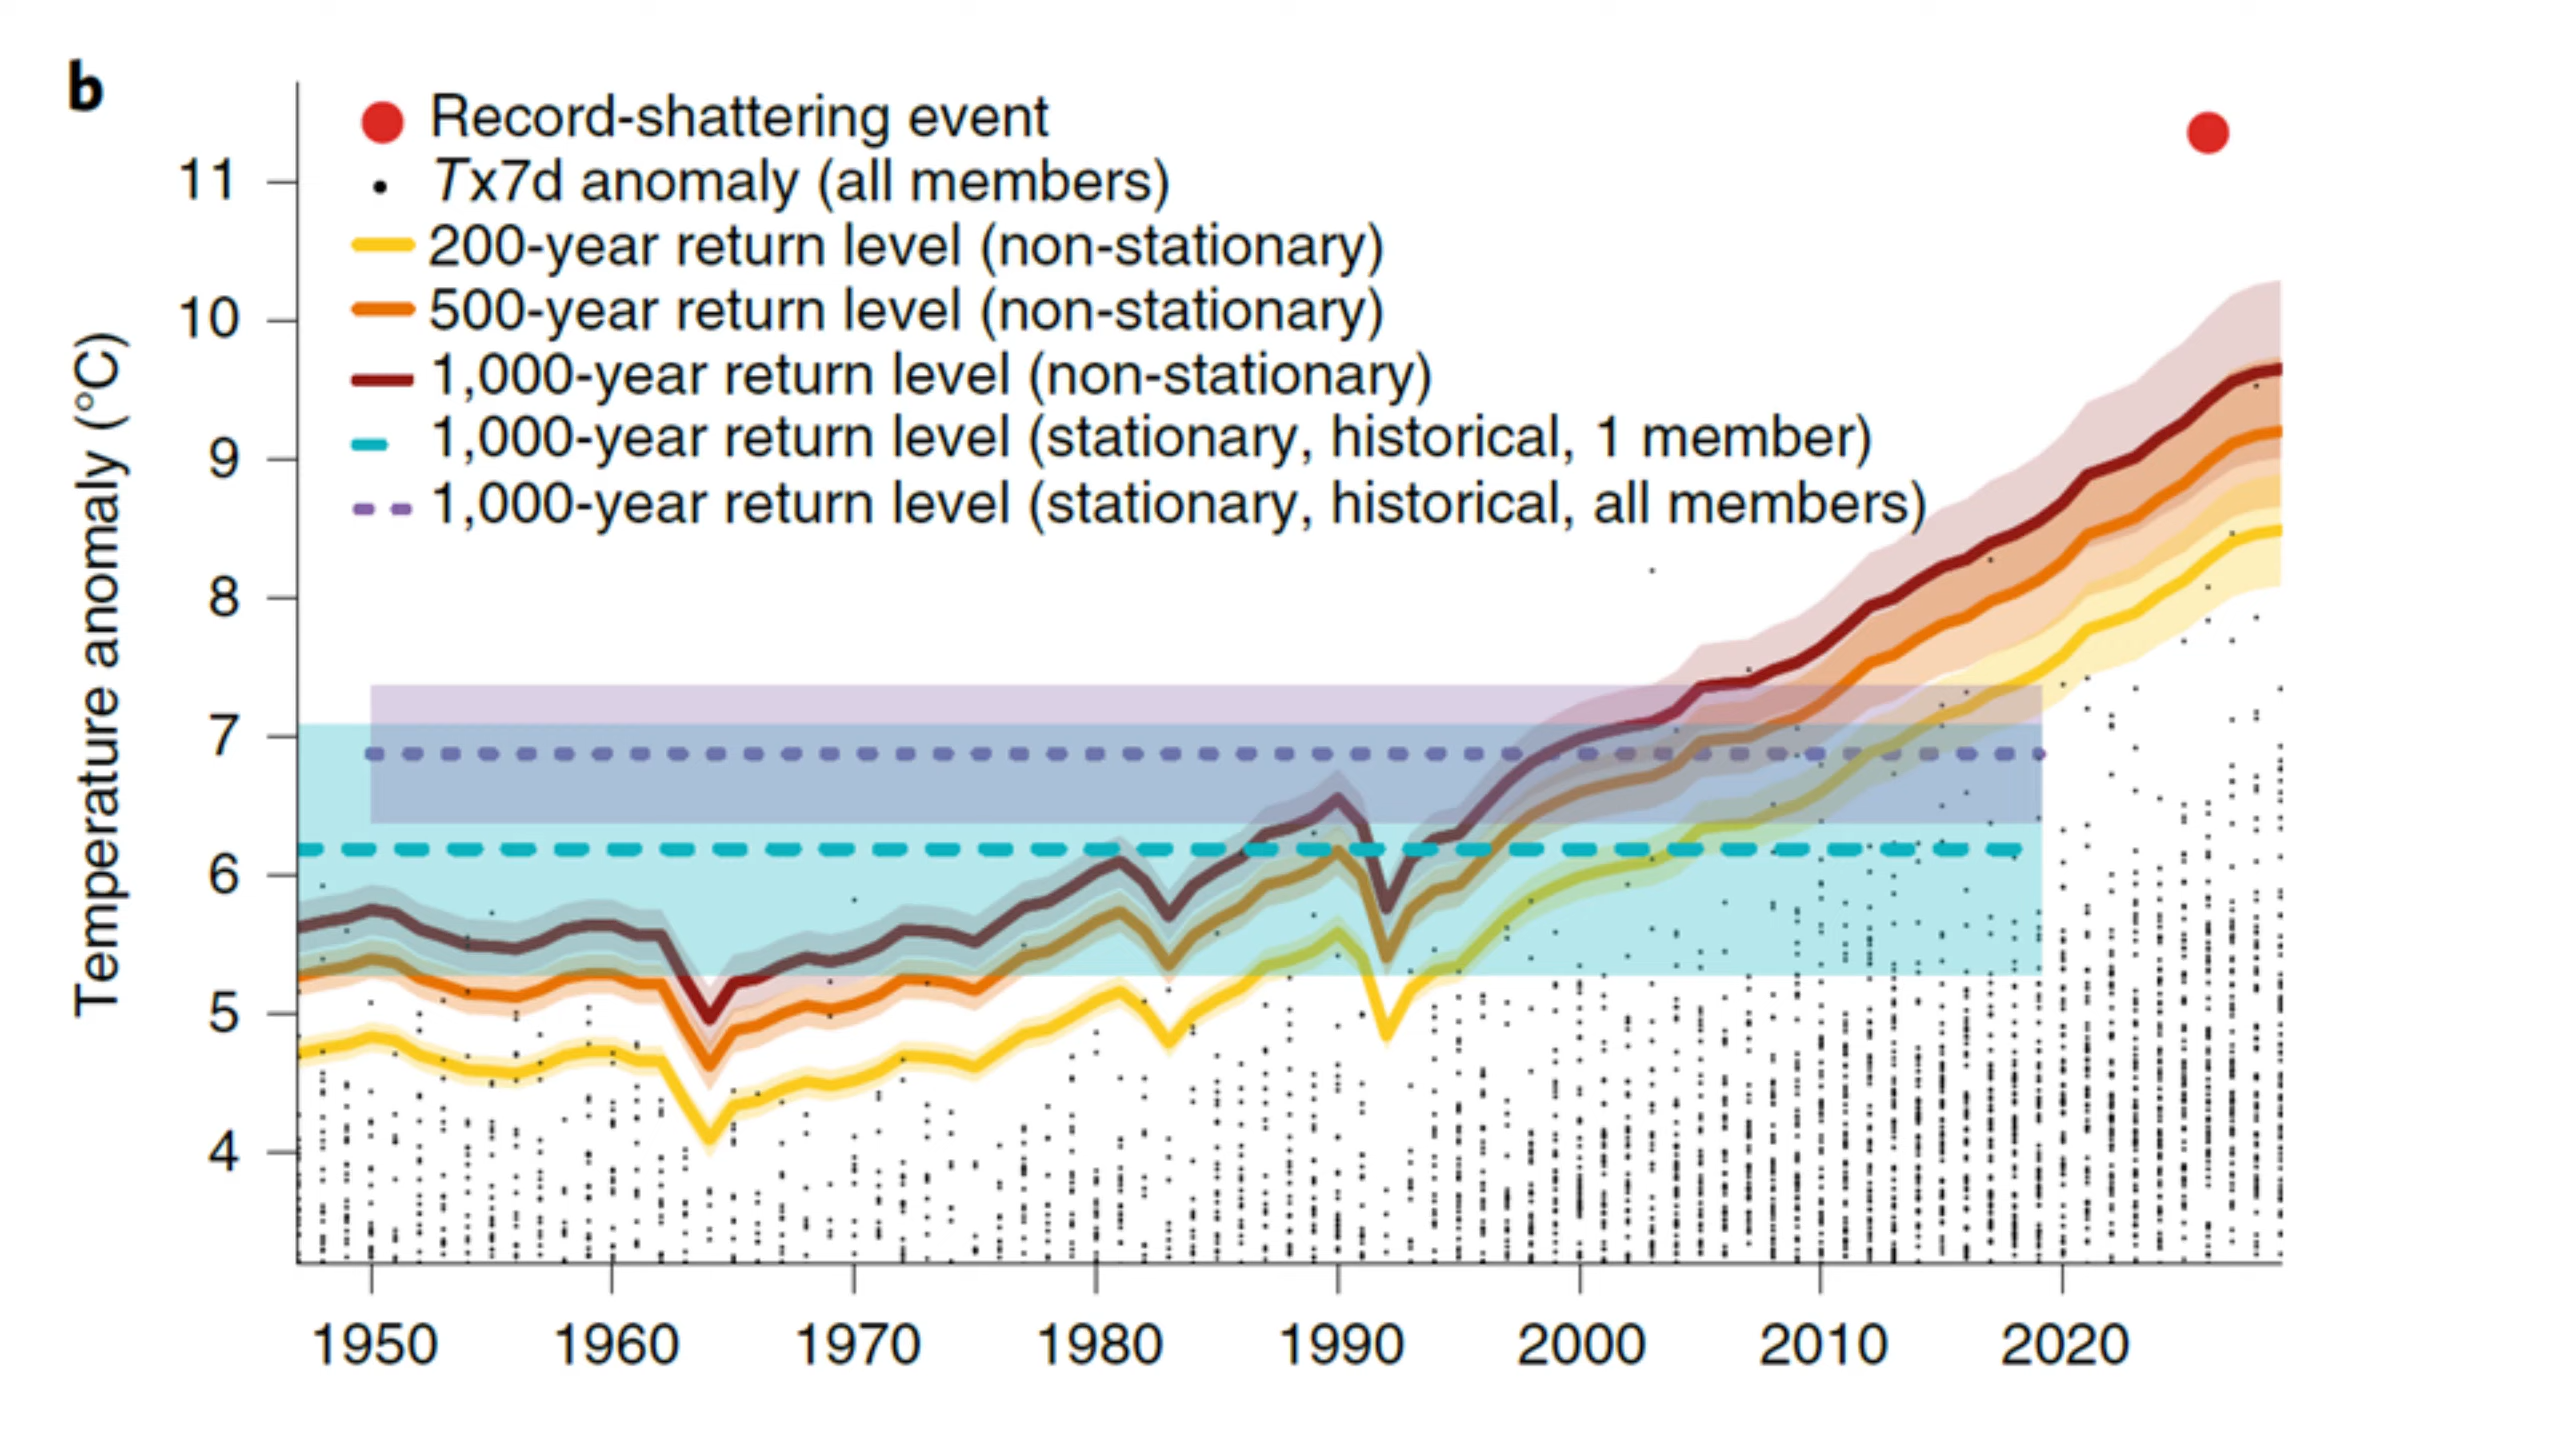 b
Record-shattering event
Tx7d anomaly (all members)
200-year return level (non-stationary)
500-year return level (non-stationary)
1,000-year return level (non-stationary)
1,000-year return level (stationary, historical, 1 member)
1,000-year return level (stationary, historical, all members)
Temperature anomaly (°C)
11
10
9
8
7
6
5
4
1950 1960 1970 1980 1990 2000 2010 2020